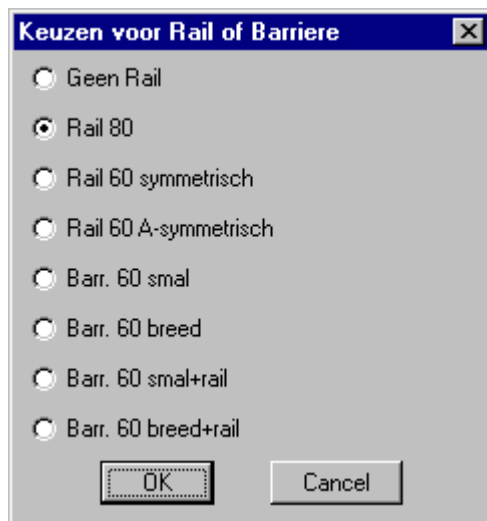 Keuzen voor Rail of Barriere
Geen Rail
Rail 80
Rail 60 symmetrisch
Rail 60 A-symmetrisch
Barr. 60 smal
Barr. 60 breed
Barr. 60 smal+rail
Barr. 60 breed+rail
OK Cancel